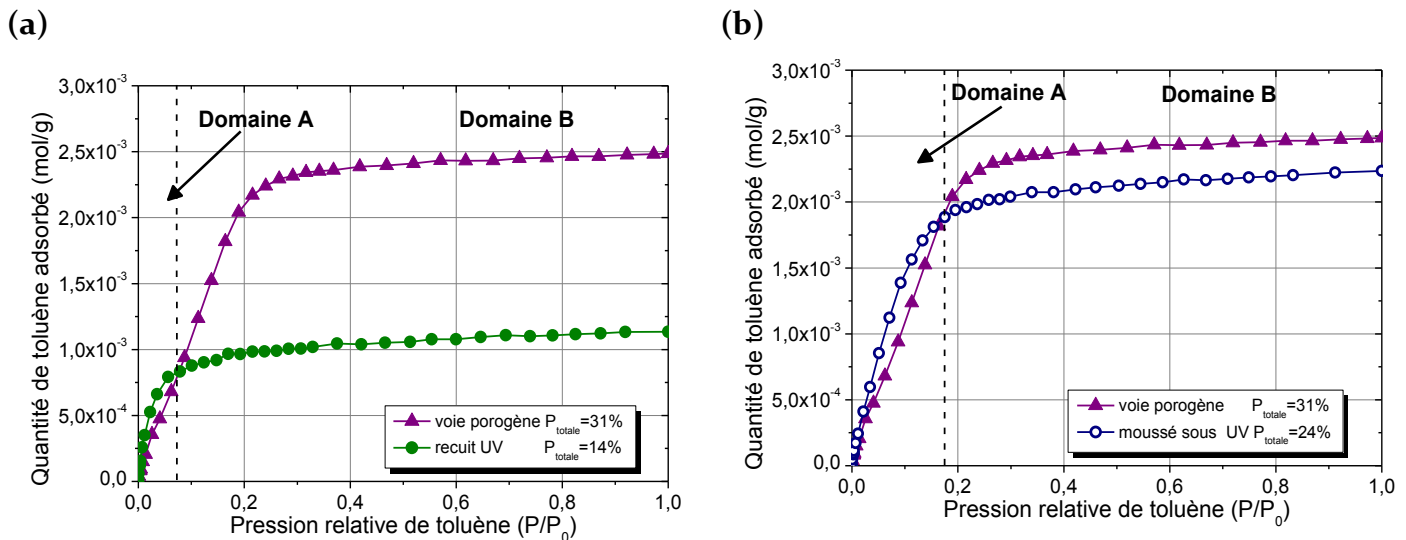 (a)
Quantité de toluène adsorbé (mol/g)
3,0x10⁻³
2,5x10⁻³
2,0x10⁻³
1,5x10⁻³
1,0x10⁻³
5,0x10⁻⁴
0,0
Domaine A
Domaine B
voie porogène P_totale=31%
recuit UV P_totale=14%
0,0 0,2 0,4 0,6 0,8 1,0
Pression relative de toluène (P/P₀)
(b)
Quantité de toluène adsorbé (mol/g)
3,0x10⁻³
2,5x10⁻³
2,0x10⁻³
1,5x10⁻³
1,0x10⁻³
5,0x10⁻⁴
0,0
Domaine A
Domaine B
voie porogène P_totale=31%
moussé sous UV P_totale=24%
0,0 0,2 0,4 0,6 0,8 1,0
Pression relative de toluène (P/P₀)